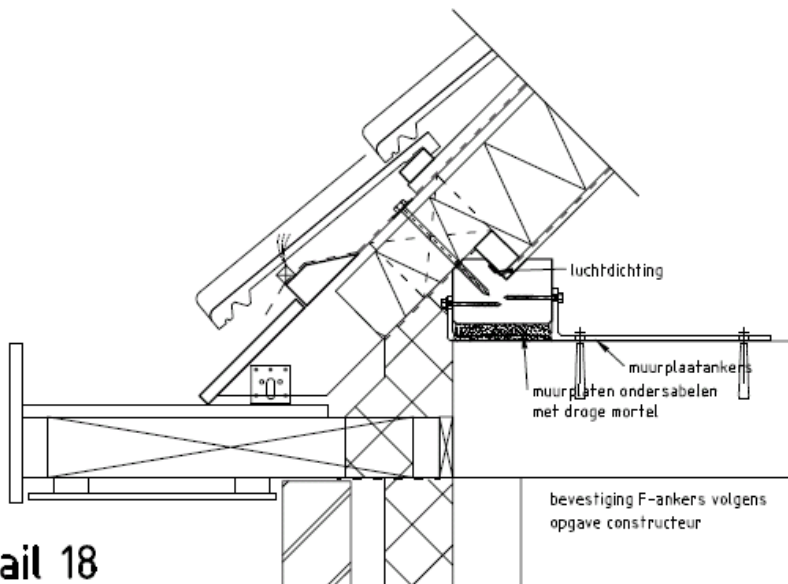 luchtdichting
muurplaatankers
muurplaten ondersabelen
met droge mortel
bevestiging F-ankers volgens
opgave constructeur
ail 18